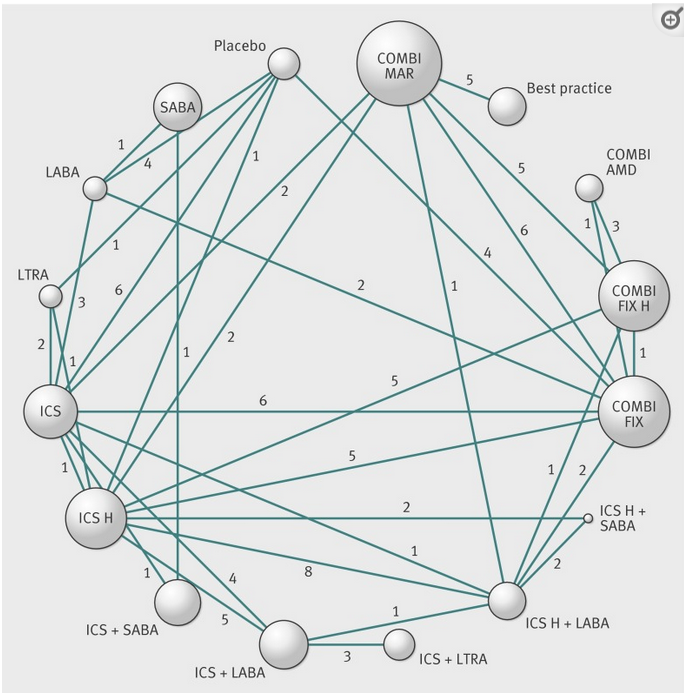 Placebo
COMBI
MAR
5
Best practice
SABA
COMBI
AMD
1
4
1
2
5
LABA
1
3
6
1
4
LTRA
3
6
2
1
COMBI
FIX H
2
1
1
2
1
5
ICS
6
COMBI
FIX
1
5
1
2
ICS H
2
ICS H +
SABA
1
1
8
4
2
ICS + SABA
5
1
ICS H + LABA
ICS + LABA
3
ICS + LTRA